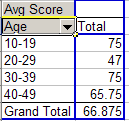 Avg Score
Age Total
10-19 75
20-29 47
30-39 75
40-49 65.75
Grand Total 66.875